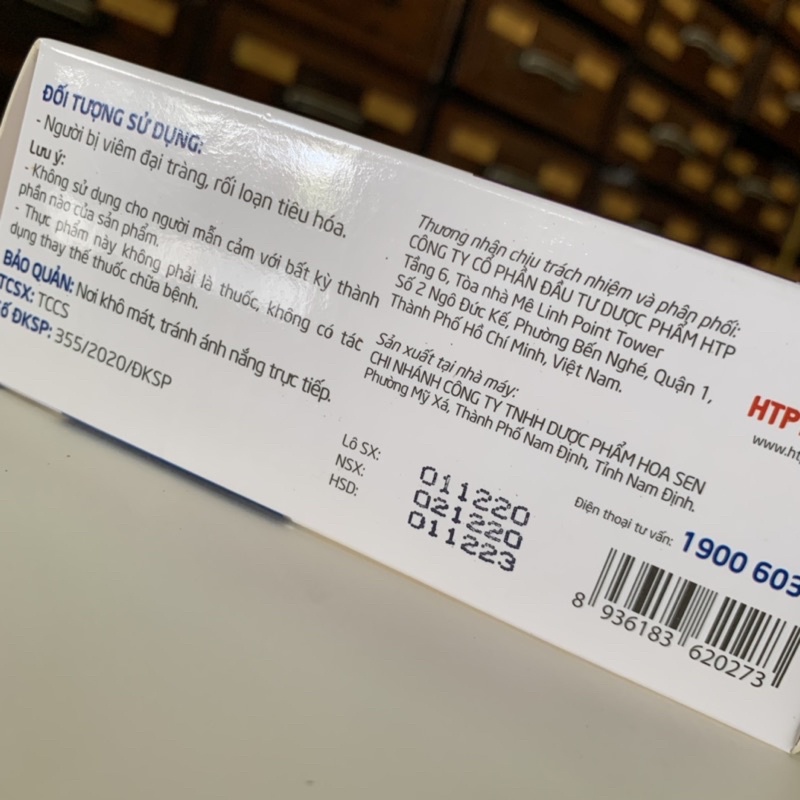 ĐỐI TƯỢNG SỬ DỤNG:
- Người bị viêm đại tràng, rối loạn tiêu hóa.
Lưu ý:
- Không sử dụng cho người mẫn cảm với bất kỳ thành
phần nào của sản phẩm.
- Thực phẩm này không phải là thuốc, không có tác
dụng thay thế thuốc chữa bệnh.
BẢO QUẢN: Nơi khô mát, tránh ánh nắng trực tiếp.
TCSX: TCCS
Số ĐKSP: 355/2020/ĐKSP
Thương nhân chịu trách nhiệm và phân phối:
CÔNG TY CỔ PHẦN ĐẦU TƯ DƯỢC PHẨM HTP
Tầng 6, Tòa nhà Mê Linh Point Tower
Số 2 Ngô Đức Kế, Phường Bến Nghé, Quận 1,
Thành Phố Hồ Chí Minh, Việt Nam.
Sản xuất tại nhà máy:
CHI NHÁNH CÔNG TY TNHH DƯỢC PHẨM HOA SEN
Phường Mỹ Xá, Thành Phố Nam Định, Tỉnh Nam Định.
Lô SX: 011220
NSX: 021220
HSD: 011223
HTP
www.ht
Điện thoại tư vấn: 1900 603
8 936183 620273